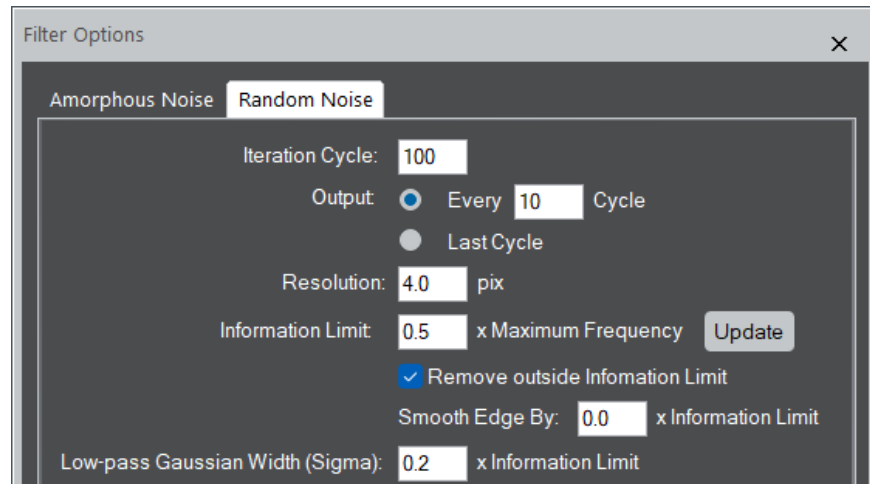 Filter Options
Amorphous Noise Random Noise
Iteration Cycle: 100
Output: Every 10 Cycle
Last Cycle
Resolution: 4.0 pix
Information Limit: 0.5 x Maximum Frequency Update
Remove outside Infomation Limit
Smooth Edge By: 0.0 x Information Limit
Low-pass Gaussian Width (Sigma): 0.2 x Information Limit